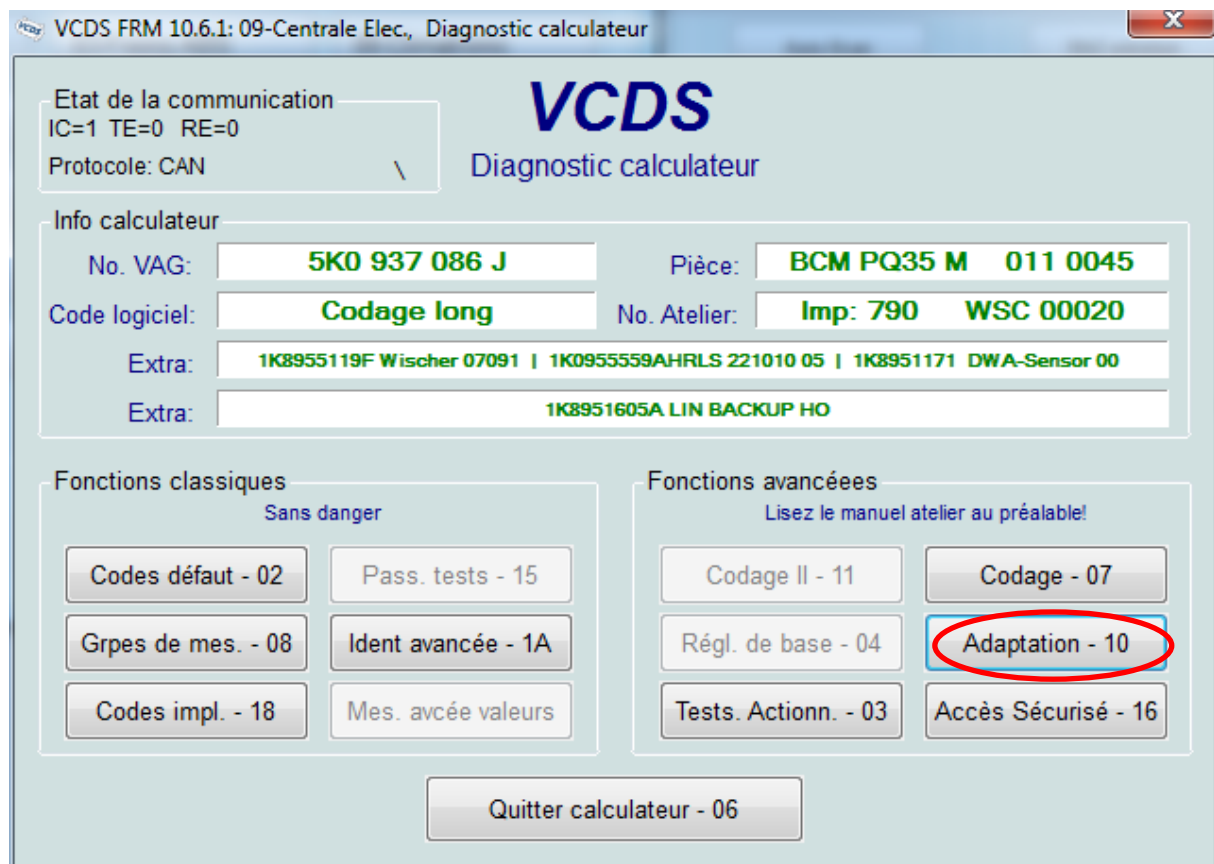 VCDS FRM 10.6.1: 09-Centrale Elec., Diagnostic calculateur
X
Etat de la communication
IC=1 TE=0 RE=0
Protocole: CAN \
VCDS
Diagnostic calculateur
Info calculateur
No. VAG: 5K0 937 086 J Pièce: BCM PQ35 M 011 0045
Code logiciel: Codage long No. Atelier: Imp: 790 WSC 00020
Extra: 1K8955119F Wischer 07091 | 1K0955559AHRLS 221010 05 | 1K8951171 DWA-Sensor 00
Extra: 1K8951605A LIN BACKUP HO
Fonctions classiques
Sans danger
Codes défaut - 02 Pass. tests - 15
Grpes de mes. - 08 Ident avancée - 1A
Codes impl. - 18 Mes. avcée valeurs
Fonctions avancéees
Lisez le manuel atelier au préalable!
Codage II - 11 Codage - 07
Régl. de base - 04 Adaptation - 10
Tests. Actionn. - 03 Accès Sécurisé - 16
Quitter calculateur - 06